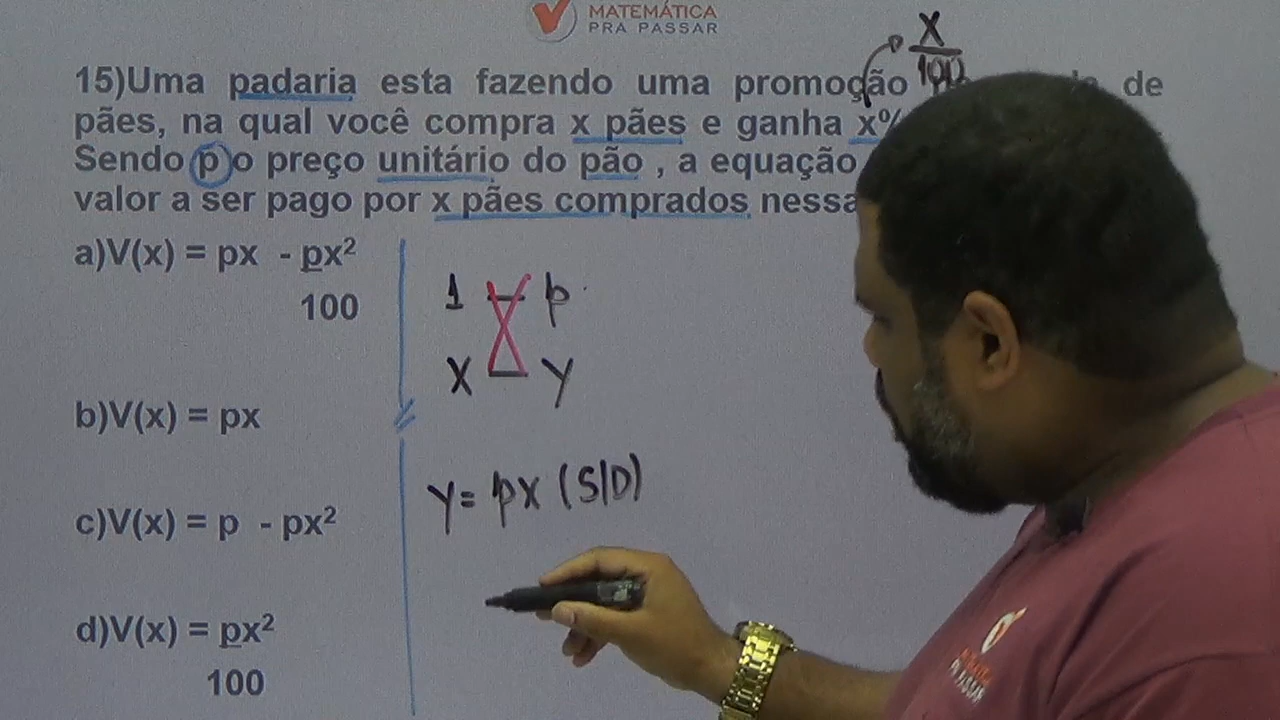 MATEMÁTICA
PRA PASSAR
x
100
15)Uma padaria esta fazendo uma promoção de
pães, na qual você compra x pães e ganha x%
Sendo p o preço unitário do pão , a equação
valor a ser pago por x pães comprados nessa
a)V(x) = px - px²
100
b)V(x) = px
c)V(x) = p - px²
d)V(x) = px²
100
1 p
x y
y = px (S/D)
PASSAR